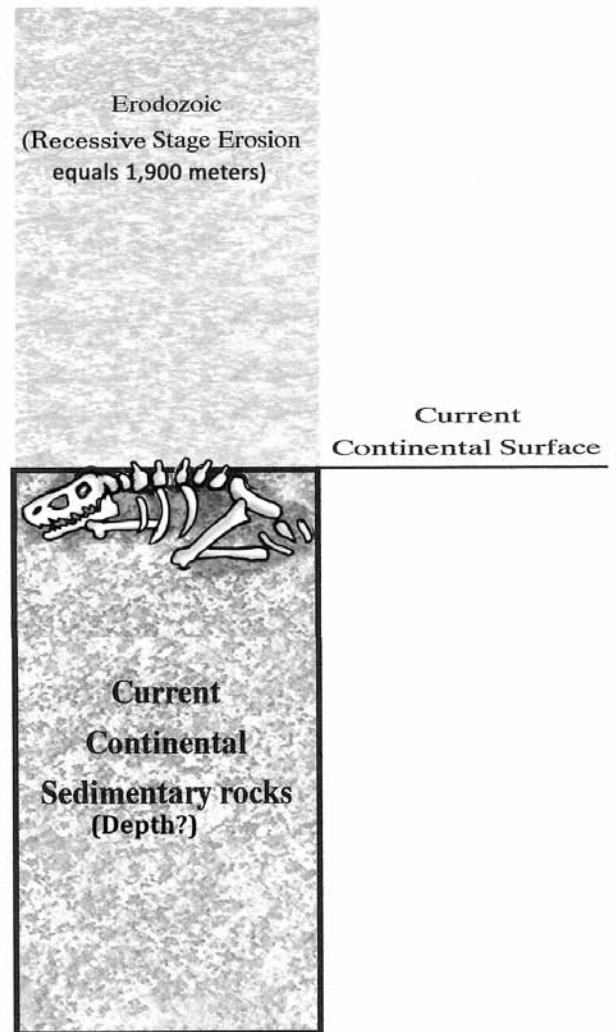 Erodozoic
(Recessive Stage Erosion
equals 1,900 meters)
Current
Continental Surface
Current
Continental
Sedimentary rocks
(Depth?)